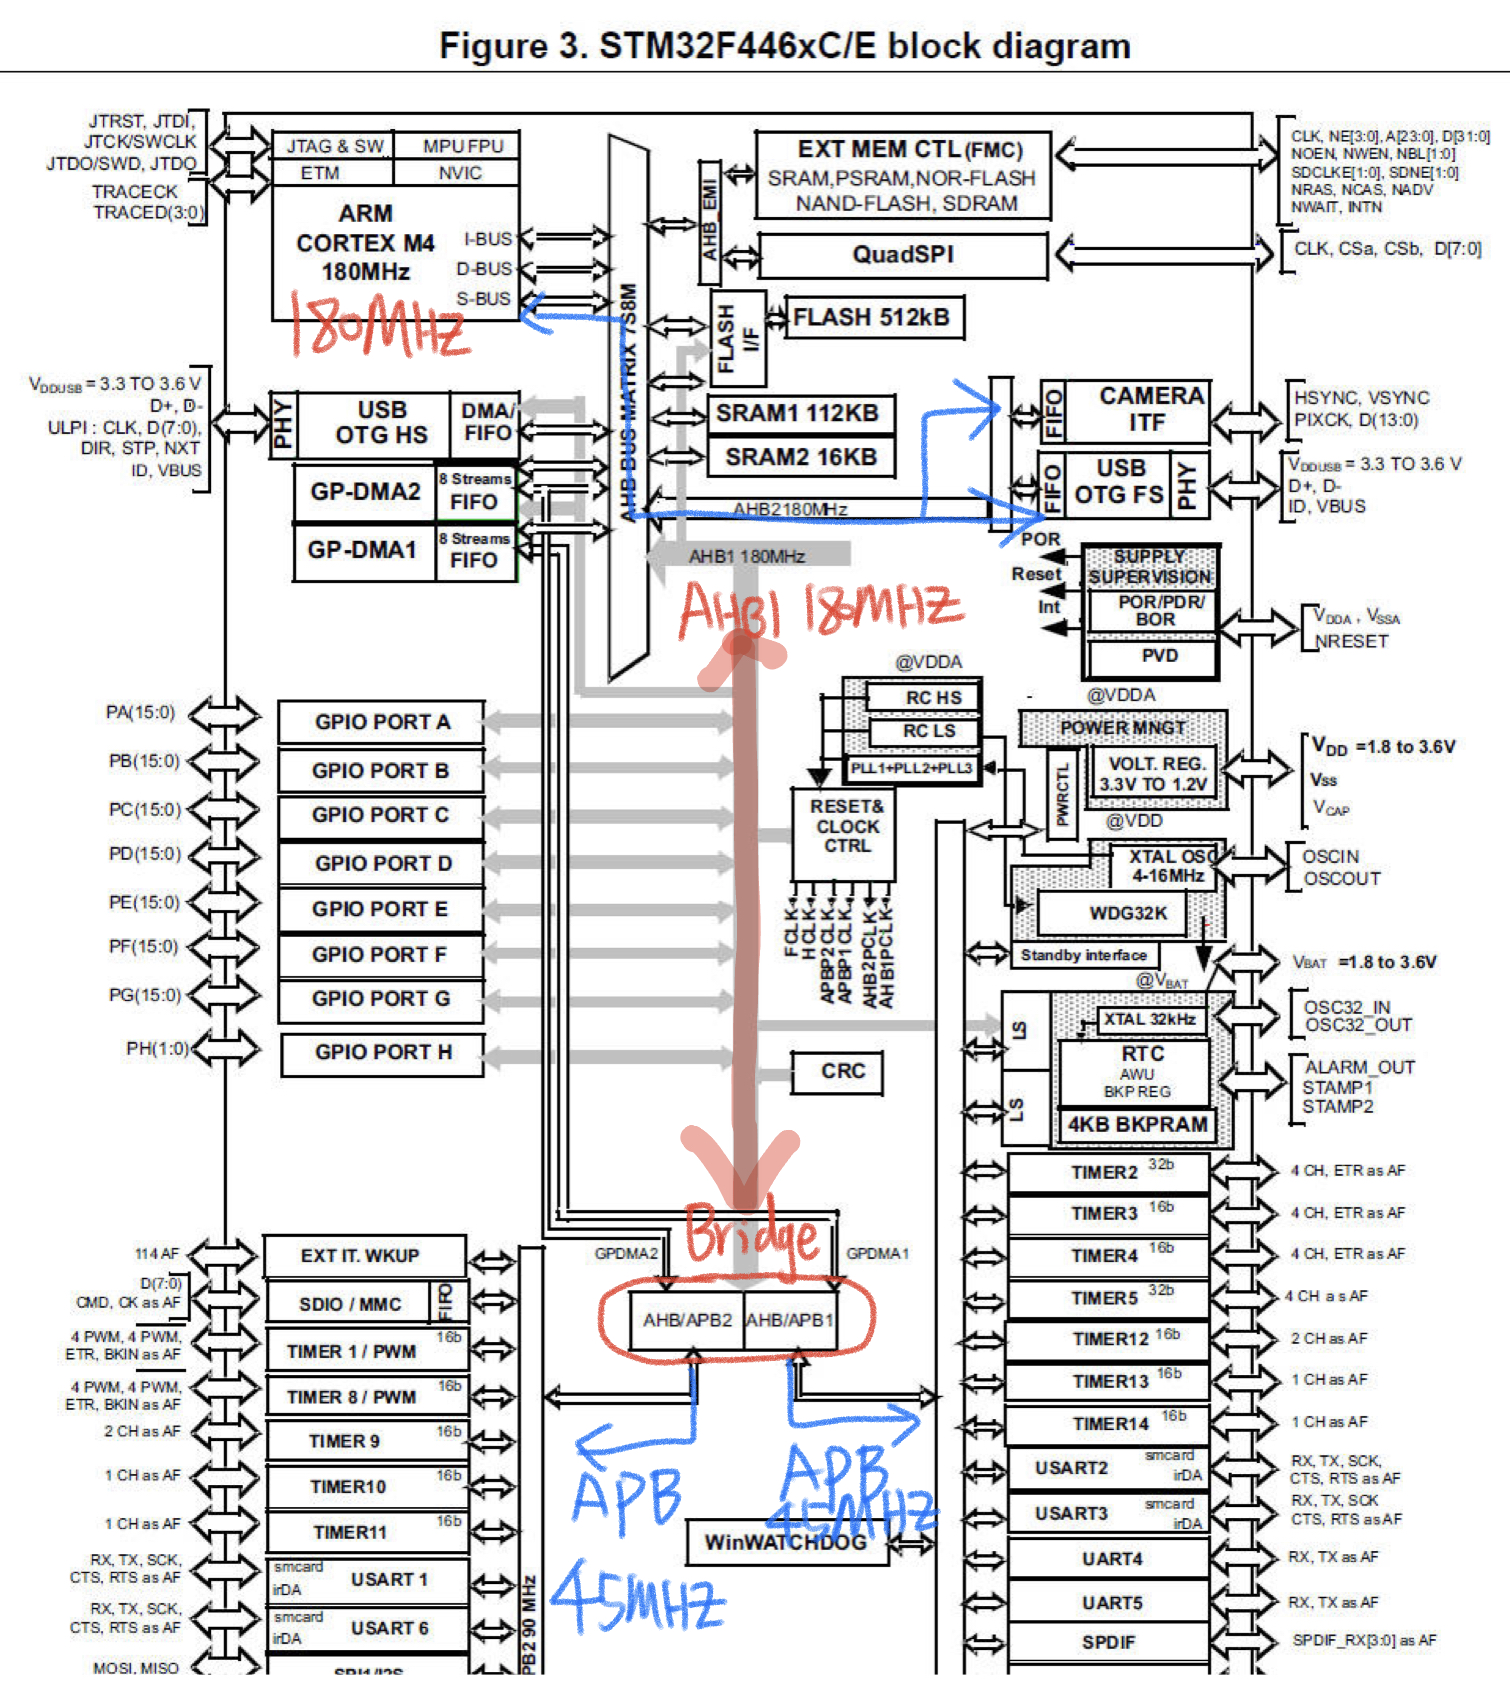 Figure 3. STM32F446xC/E block diagram
JTRST, JTDI,
JTCK/SWCLK
JTDO/SWD, JTDO
TRACECK
TRACED(3:0)
JTAG & SW
MPU FPU
ETM
NVIC
ARM
CORTEX M4
180MHz
I-BUS
D-BUS
S-BUS
180MHZ
AHB BUS-MATRIX 7S8M
AHB_EMI
EXT MEM CTL (FMC)
SRAM,PSRAM,NOR-FLASH
NAND-FLASH, SDRAM
QuadSPI
CLK, NE[3:0], A[23:0], D[31:0]
NOEN, NWEN, NBL[1:0]
SDCLKE[1:0], SDNE[1:0]
NRAS, NCAS, NADV
NWAIT, INTN
CLK, CSa, CSb, D[7:0]
FLASH
I/F
FLASH 512kB
SRAM1 112KB
SRAM2 16KB
VDDUSB = 3.3 TO 3.6 V
D+, D-
ULPI : CLK, D(7:0),
DIR, STP, NXT
ID, VBUS
PHY
USB
OTG HS
DMA/
FIFO
GP-DMA2
8 Streams
FIFO
GP-DMA1
8 Streams
FIFO
FIFO
CAMERA
ITF
HSYNC, VSYNC
PIXCK, D(13:0)
FIFO
USB
OTG FS
PHY
VDDUSB = 3.3 TO 3.6 V
D+, D-
ID, VBUS
AHB2 180MHz
AHB1 180MHz
AHB1 180MHZ
POR
Reset
Int
SUPPLY
SUPERVISION
POR/PDR/
BOR
PVD
VDDA , VSSA
NRESET
@VDDA
RC HS
RC LS
PLL1+PLL2+PLL3
@VDDA
POWER MNGT
VOLT. REG.
3.3V TO 1.2V
PWRCTL
VDD =1.8 to 3.6V
VSS
VCAP
@VDD
XTAL OSC
4-16MHz
OSCIN
OSCOUT
WDG32K
Standby interface
VBAT =1.8 to 3.6V
@VBAT
RESET&
CLOCK
CTRL
FCLK
HCLK
APBP2CLK
APBP1CLK
AHB2PCLK
AHB1PCLK
PA(15:0)
GPIO PORT A
PB(15:0)
GPIO PORT B
PC(15:0)
GPIO PORT C
PD(15:0)
GPIO PORT D
PE(15:0)
GPIO PORT E
PF(15:0)
GPIO PORT F
PG(15:0)
GPIO PORT G
PH(1:0)
GPIO PORT H
CRC
LS
LS
XTAL 32kHz
RTC
AWU
BKP REG
4KB BKPRAM
OSC32_IN
OSC32_OUT
ALARM_OUT
STAMP1
STAMP2
Bridge
GPDMA2
GPDMA1
AHB/APB2
AHB/APB1
APB
45MHZ
APB
45MHZ
WinWATCHDOG
114 AF
EXT IT. WKUP
D(7:0)
CMD, CK as AF
SDIO / MMC
FIFO
4 PWM, 4 PWM,
ETR, BKIN as AF
TIMER 1 / PWM
16b
4 PWM, 4 PWM,
ETR, BKIN as AF
TIMER 8 / PWM
16b
2 CH as AF
TIMER 9
16b
1 CH as AF
TIMER10
16b
1 CH as AF
TIMER11
16b
RX, TX, SCK,
CTS, RTS as AF
smcard
irDA
USART 1
RX, TX, SCK,
CTS, RTS as AF
smcard
irDA
USART 6
MOSI, MISO
SPI1/I2S
PB2 90 MHz
TIMER2
32b
4 CH, ETR as AF
TIMER3
16b
4 CH, ETR as AF
TIMER4
16b
4 CH, ETR as AF
TIMER5
32b
4 CH a s AF
TIMER12
16b
2 CH as AF
TIMER13
16b
1 CH as AF
TIMER14
16b
1 CH as AF
USART2
smcard
irDA
RX, TX, SCK,
CTS, RTS as AF
USART3
smcard
irDA
RX, TX, SCK
CTS, RTS as AF
UART4
RX, TX as AF
UART5
RX, TX as AF
SPDIF
SPDIF_RX[3:0] as AF